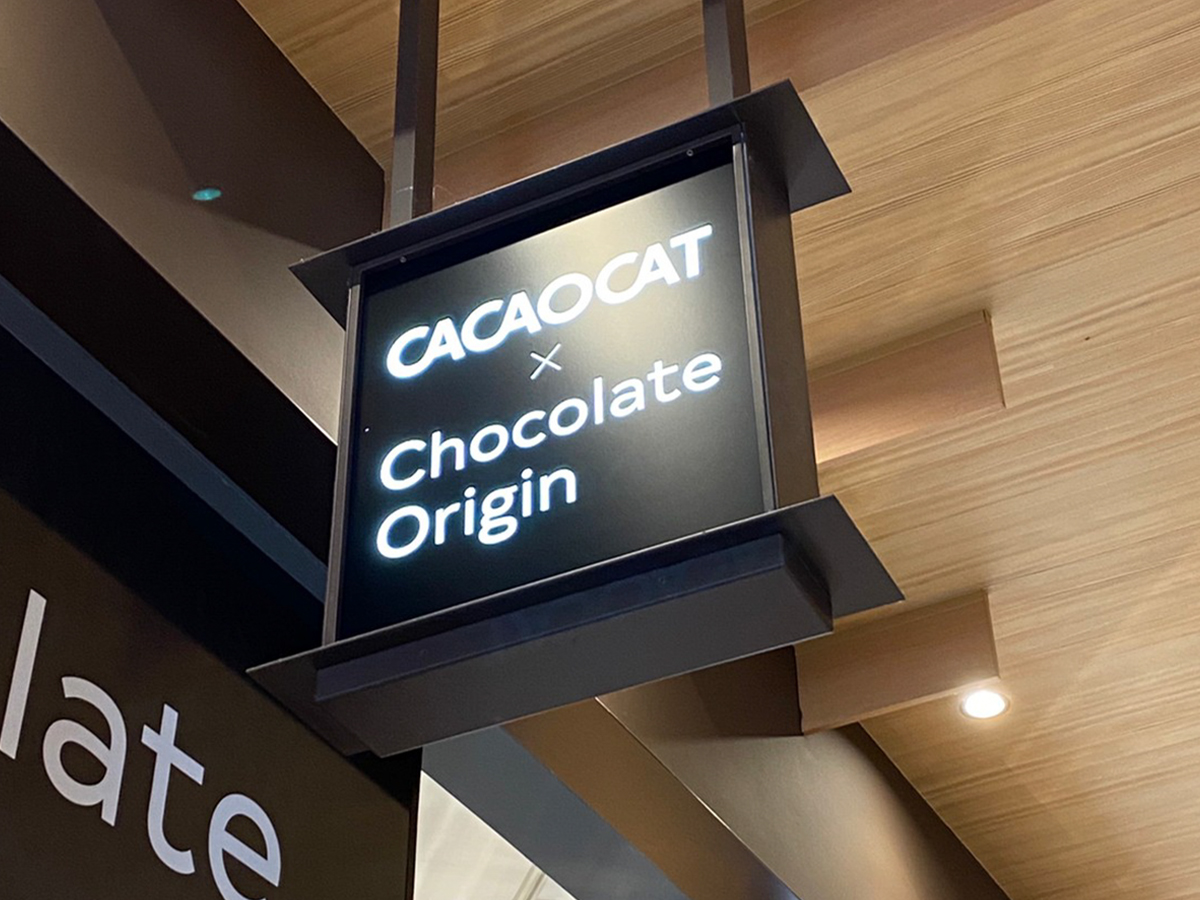 CACAOCAT
×
Chocolate
Origin
late